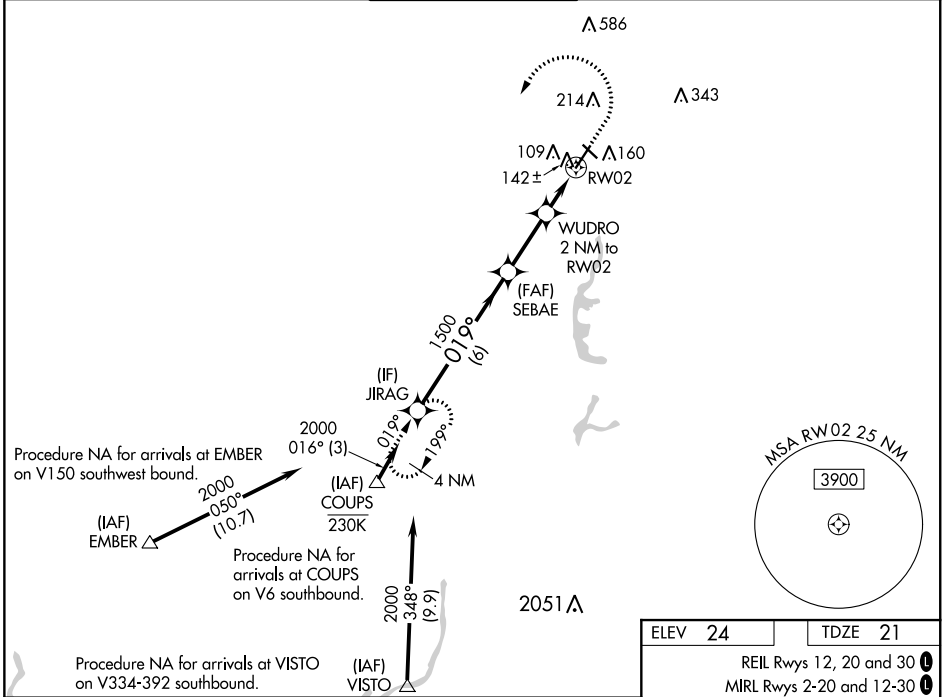 586
214
343
109
160
142±
RW02
WUDRO
2 NM to
RW02
(FAF)
SEBAE
1500
019°
(6)
(IF)
JIRAG
2000
016° (3)
019°
199°
4 NM
(IAF)
COUPS
230K
Procedure NA for arrivals at EMBER
on V150 southwest bound.
2000
050°
(10.7)
(IAF)
EMBER
Procedure NA for
arrivals at COUPS
on V6 southbound.
2000
348°
(9.9)
2051
Procedure NA for arrivals at VISTO
on V334-392 southbound.
(IAF)
VISTO
MSA RW02 25 NM
3900
ELEV 24
TDZE 21
REIL Rwys 12, 20 and 30 L
MIRL Rwys 2-20 and 12-30 L